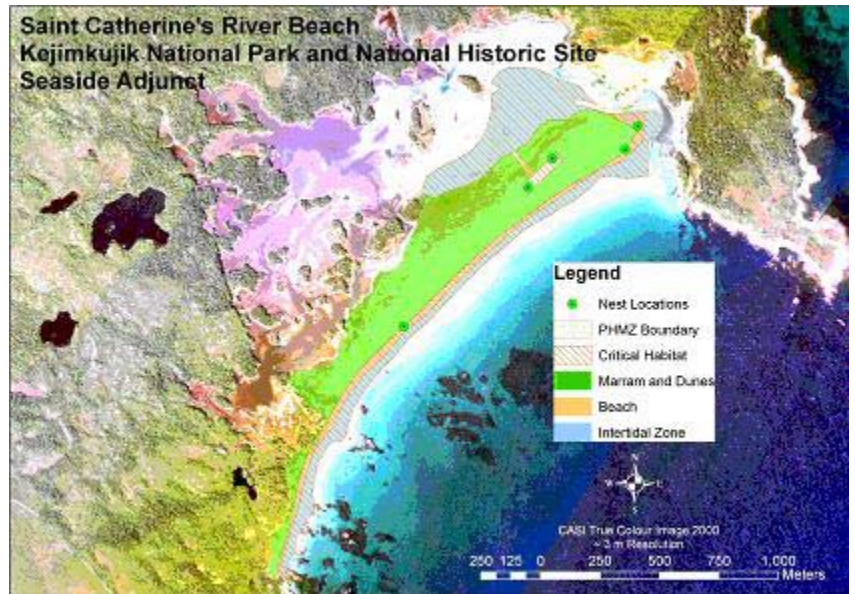 Saint Catherine's River Beach
Kejimkujik National Park and National Historic Site
Seaside Adjunct
Legend
Nest Locations
PHMZ Boundary
Critical Habitat
Marram and Dunes
Beach
Intertidal Zone
N
W E
S
CASI True Colour Image 2000
~ 3 m Resolution
250 125 0 250 500 750 1,000
Meters